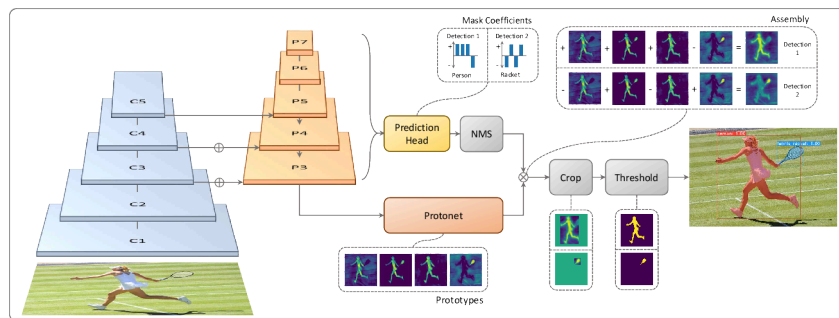 Mask Coefficients
Detection 1
Detection 2
+
-
Person
+
-
Racket
Assembly
+ + + - =
Detection
1
- + - + =
Detection
2
P7
P6
P5
P4
P3
C5
C4
C3
C2
C1
Prediction
Head
NMS
Crop
Threshold
Protonet
Prototypes